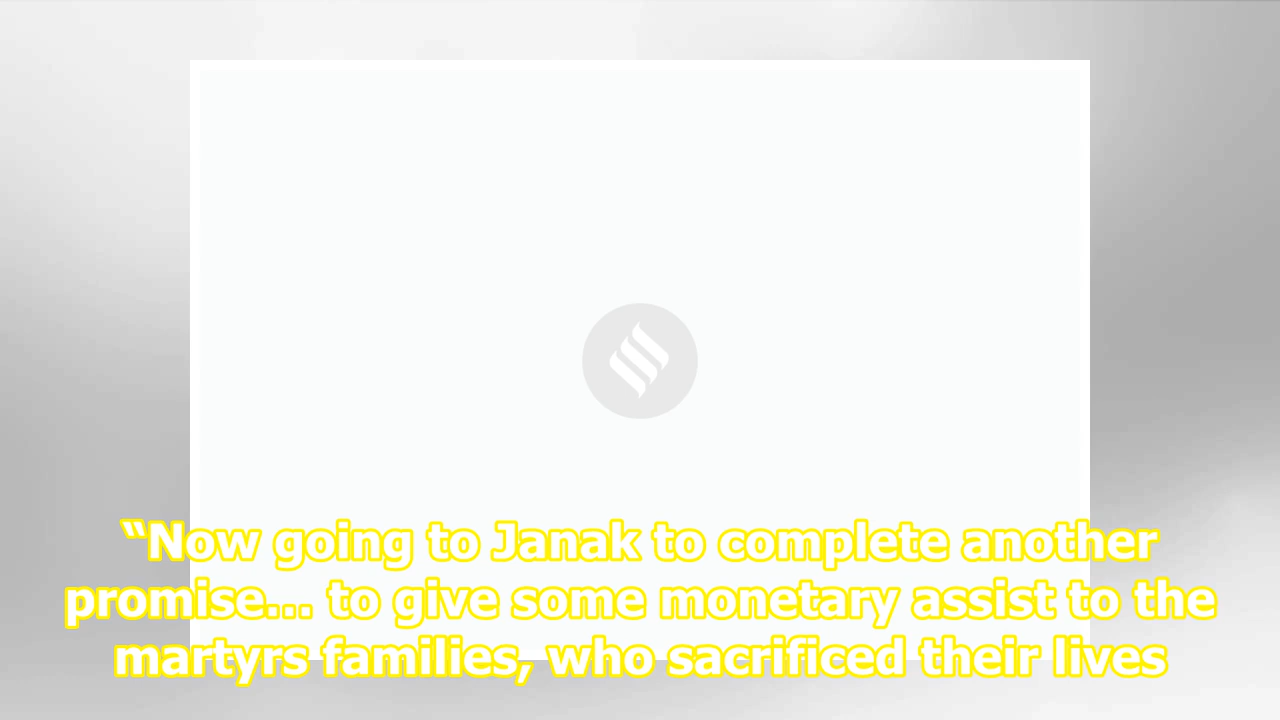 “Now going to Janak to complete another
promise... to give some monetary assist to the
martyrs families, who sacrificed their lives